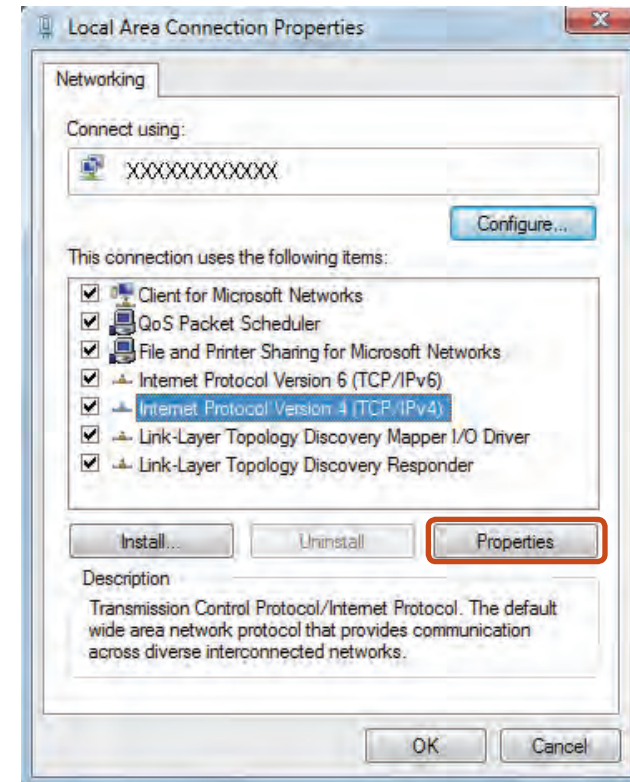 Local Area Connection Properties
Networking
Connect using:
XXXXXXXXXXXX
Configure...
This connection uses the following items:
Client for Microsoft Networks
QoS Packet Scheduler
File and Printer Sharing for Microsoft Networks
Internet Protocol Version 6 (TCP/IPv6)
Internet Protocol Version 4 (TCP/IPv4)
Link-Layer Topology Discovery Mapper I/O Driver
Link-Layer Topology Discovery Responder
Install... Uninstall Properties
Description
Transmission Control Protocol/Internet Protocol. The default
wide area network protocol that provides communication
across diverse interconnected networks.
OK Cancel